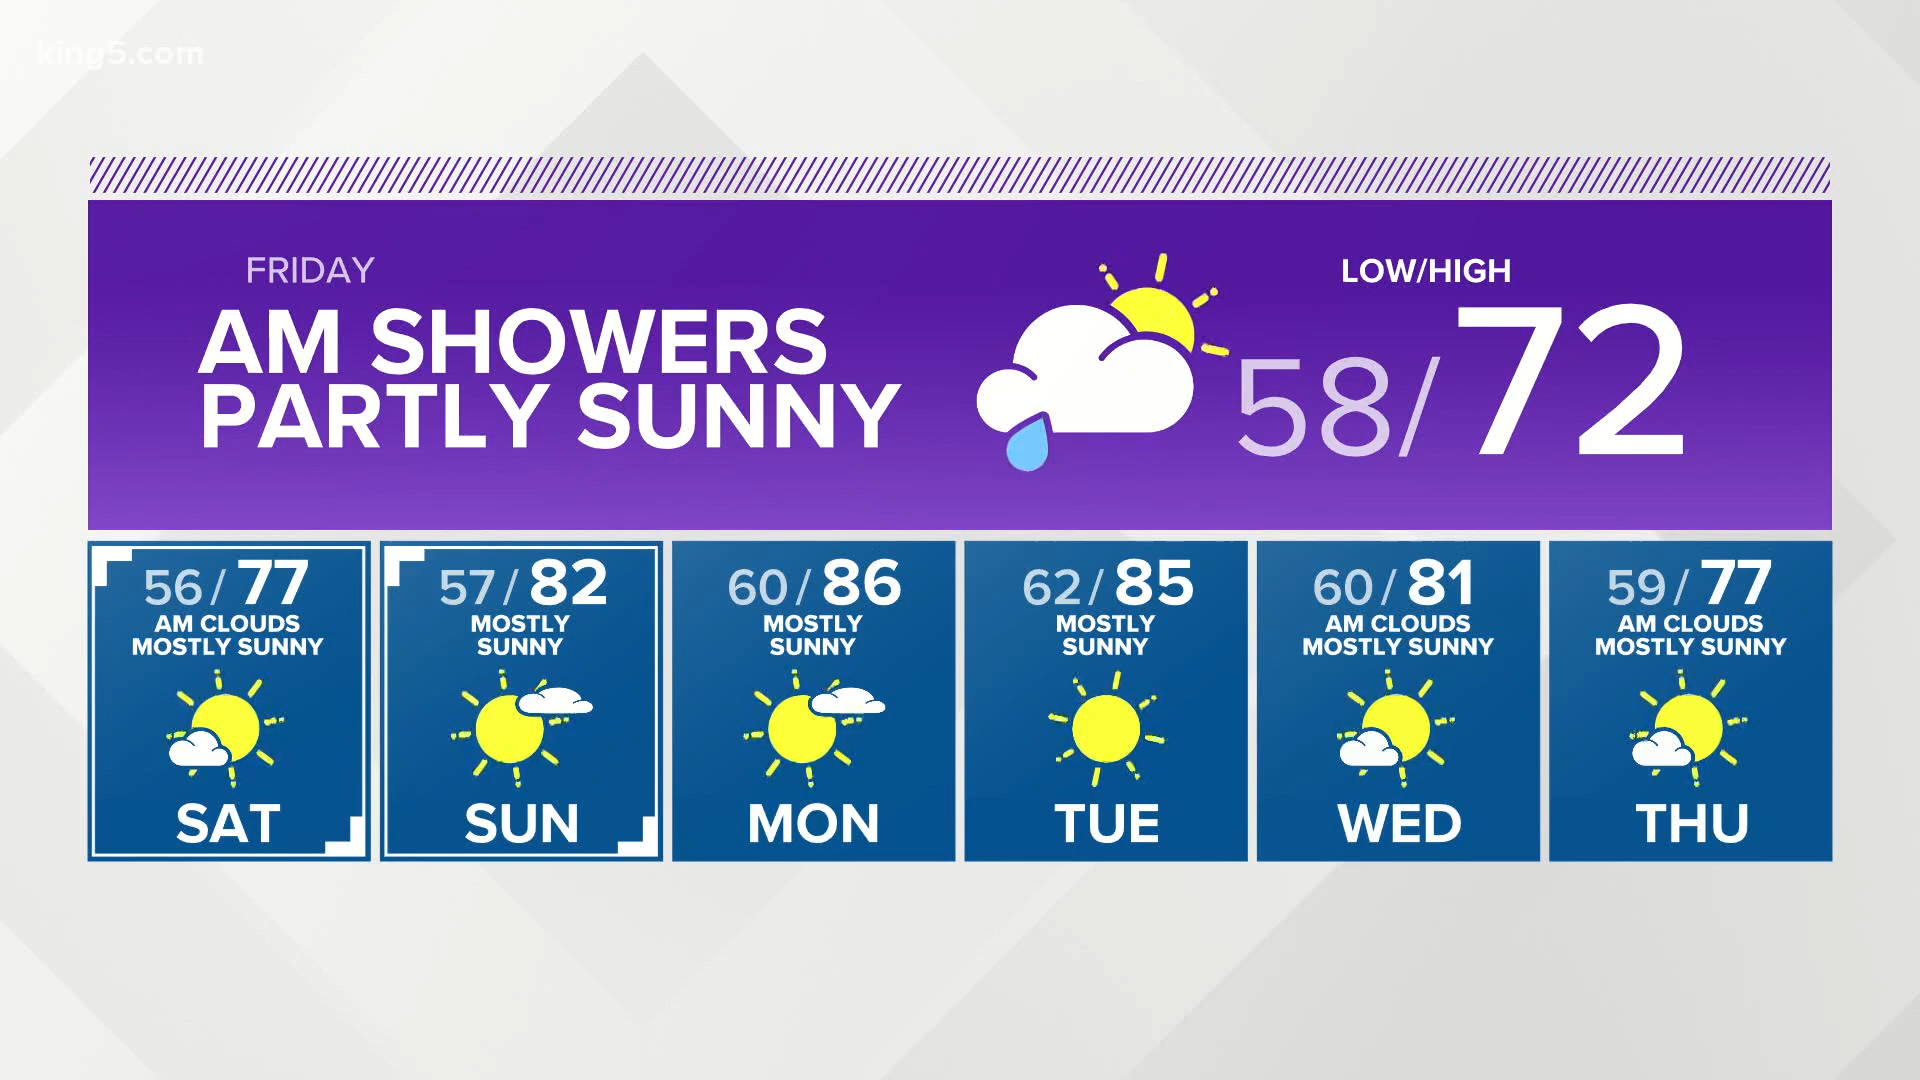 king5.com
FRIDAY
AM SHOWERS
PARTLY SUNNY
LOW/HIGH
58/72
56/77
AM CLOUDS
MOSTLY SUNNY
SAT
57/82
MOSTLY
SUNNY
SUN
60/86
MOSTLY
SUNNY
MON
62/85
MOSTLY
SUNNY
TUE
60/81
AM CLOUDS
MOSTLY SUNNY
WED
59/77
AM CLOUDS
MOSTLY SUNNY
THU